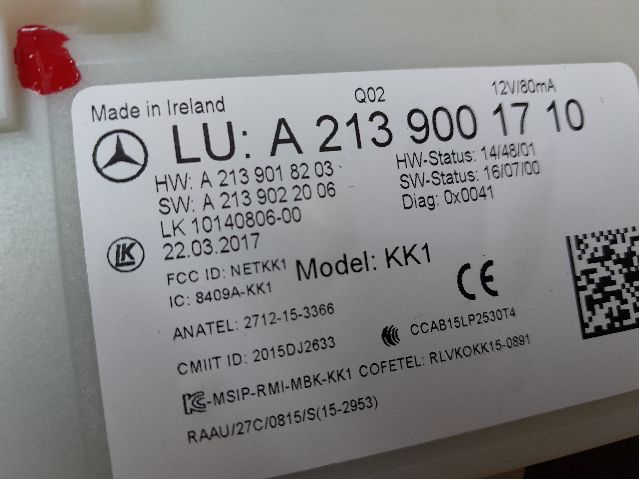 Made in Ireland Q02 12V/80mA
LU: A 213 900 17 10
HW: A 213 901 82 03 HW-Status: 14/48/01
SW: A 213 902 20 06 SW-Status: 16/07/00
LK 10140806-00 Diag: 0x0041
LK 22.03.2017
FCC ID: NETKK1 Model: KK1 CE
IC: 8409A-KK1
ANATEL: 2712-15-3366 CCAB15LP2530T4
CMIIT ID: 2015DJ2633 COFETEL: RLVKOKK15-0891
-MSIP-RMI-MBK-KK1
RAAU/27C/0815/S(15-2953)